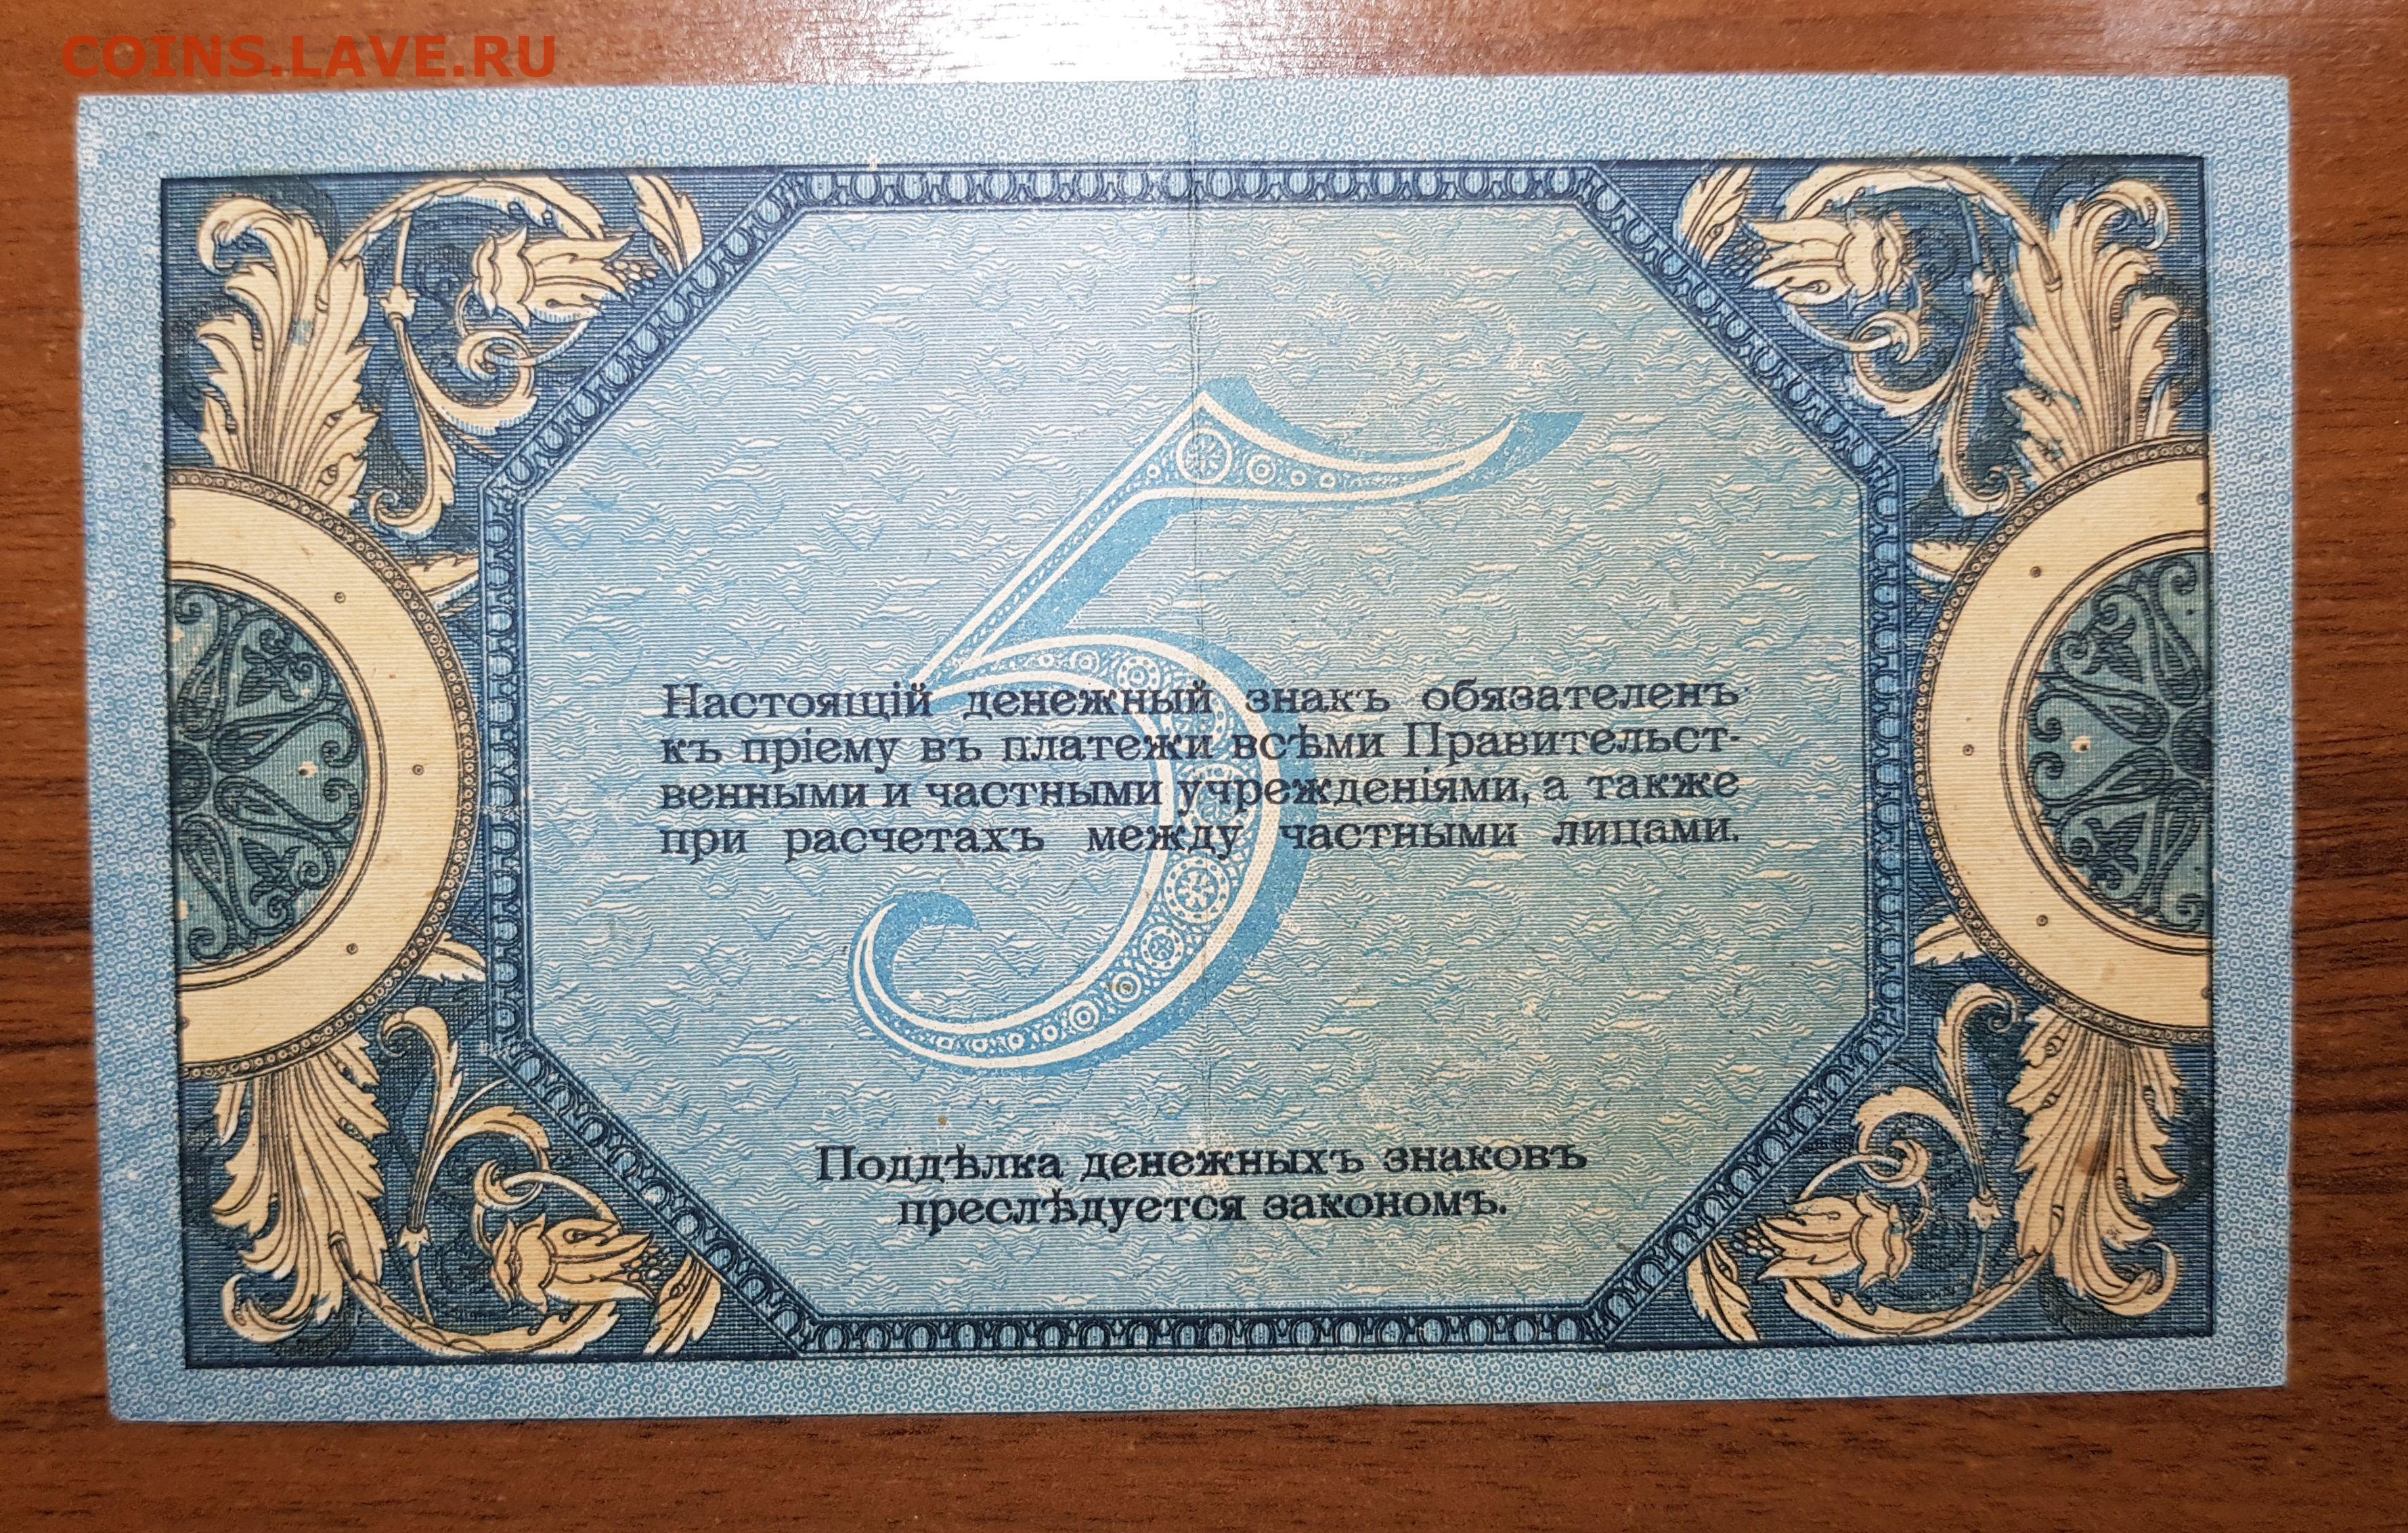 COINS.LAVE.RU
5
Настоящій денежный знакъ обязателенъ
къ пріему въ платежи всѣми Правительст-
венными и частными учрежденіями, а также
при расчетахъ между частными лицами.
Поддѣлка денежныхъ знаковъ
преслѣдуется закономъ.